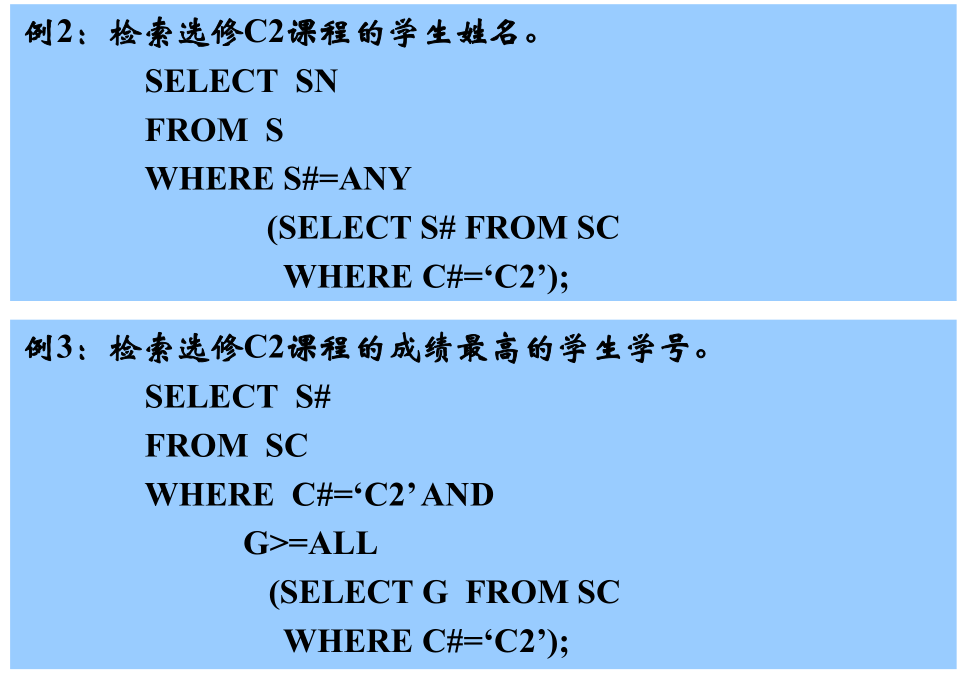 例2：检索选修C2课程的学生姓名。
SELECT SN
FROM S
WHERE S#=ANY
(SELECT S# FROM SC
WHERE C#=‘C2’);
例3：检索选修C2课程的成绩最高的学生学号。
SELECT S#
FROM SC
WHERE C#=‘C2’AND
G>=ALL
(SELECT G FROM SC
WHERE C#=‘C2’);